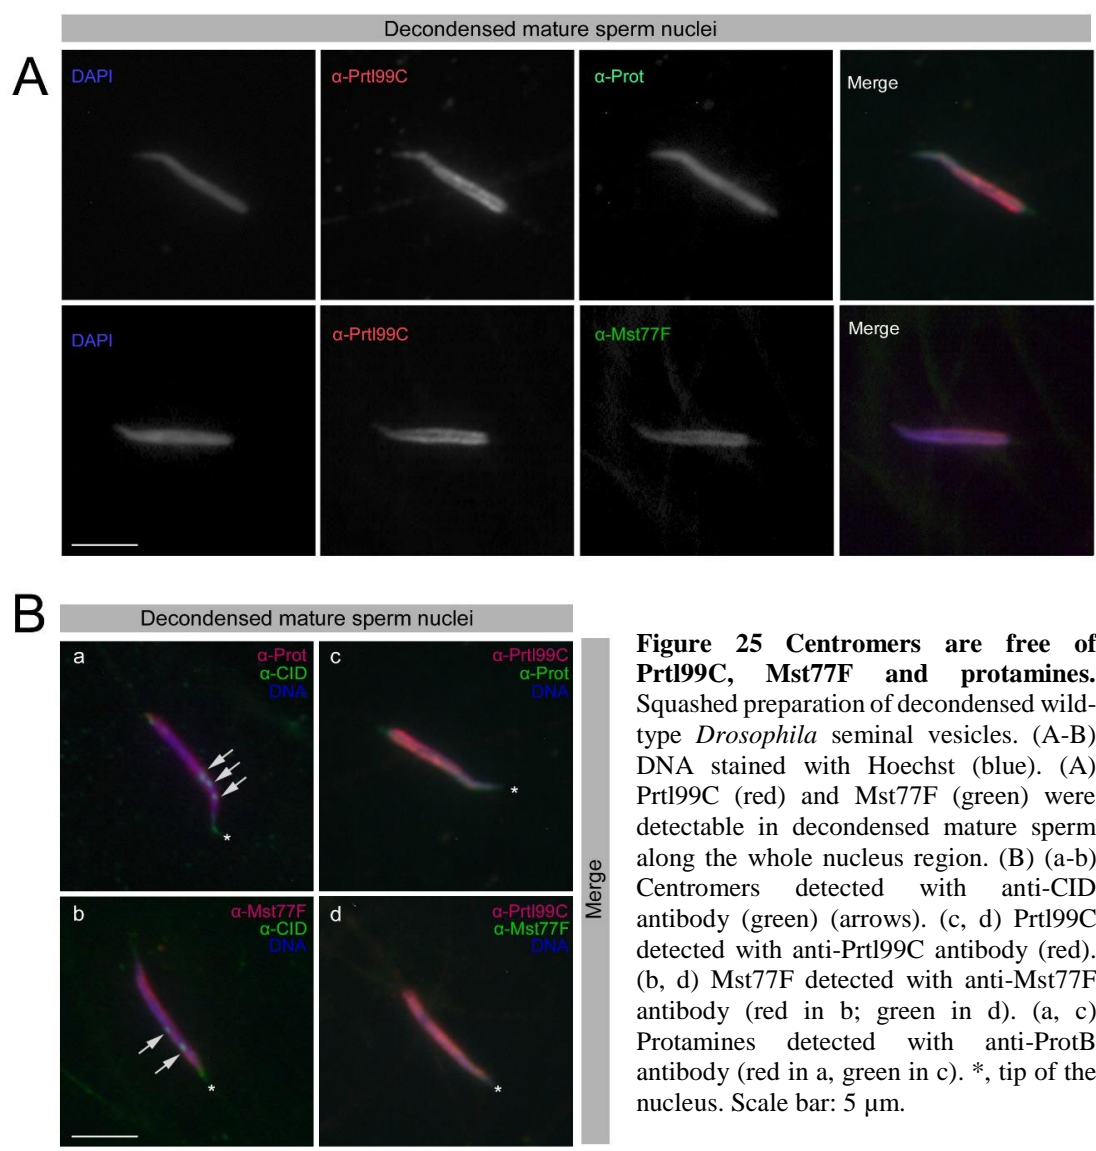 Decondensed mature sperm nuclei
A
DAPI
α-Prtl99C
α-Prot
Merge
DAPI
α-Prtl99C
α-Mst77F
Merge
B
Decondensed mature sperm nuclei
a
α-Prot
α-CID
DNA
*
c
α-Prtl99C
α-Prot
DNA
*
b
α-Mst77F
α-CID
DNA
*
d
α-Prtl99C
α-Mst77F
DNA
*
Merge
Figure 25 Centromers are free of
Prtl99C, Mst77F and protamines.
Squashed preparation of decondensed wild-
type Drosophila seminal vesicles. (A-B)
DNA stained with Hoechst (blue). (A)
Prtl99C (red) and Mst77F (green) were
detectable in decondensed mature sperm
along the whole nucleus region. (B) (a-b)
Centromers detected with anti-CID
antibody (green) (arrows). (c, d) Prtl99C
detected with anti-Prtl99C antibody (red).
(b, d) Mst77F detected with anti-Mst77F
antibody (red in b; green in d). (a, c)
Protamines detected with anti-ProtB
antibody (red in a, green in c). *, tip of the
nucleus. Scale bar: 5 µm.